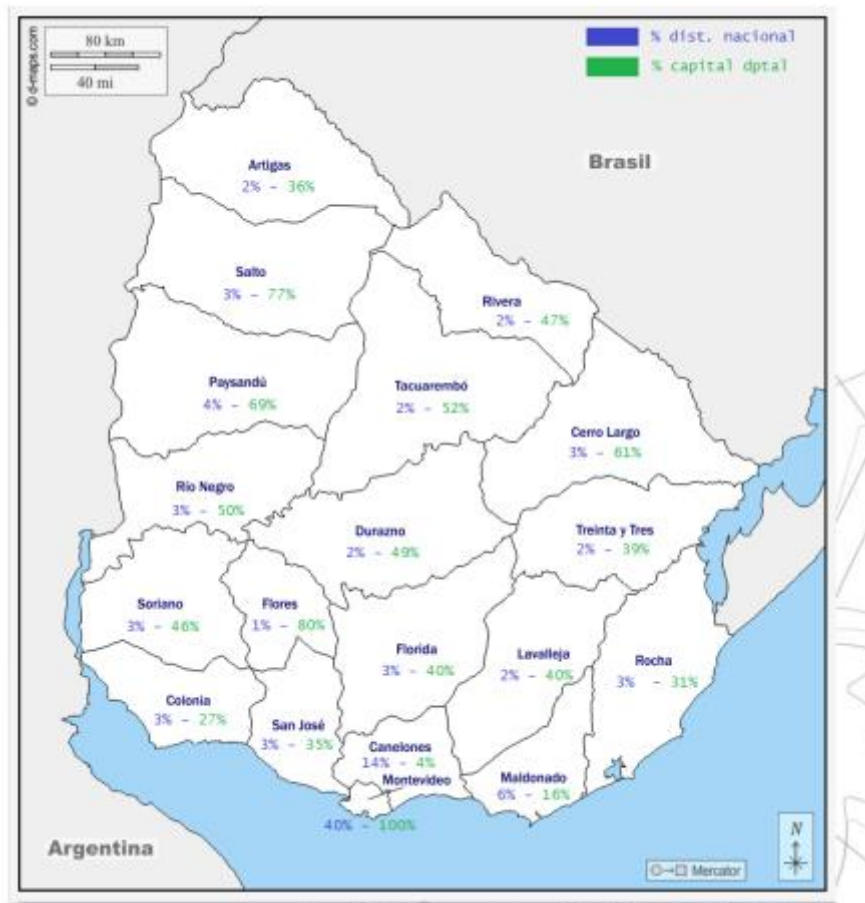 80 km
40 mi
© d-maps.com
% dist. nacional
% capital dptal
Brasil
Artigas
2% - 36%
Salto
3% - 77%
Rivera
2% - 47%
Paysandú
4% - 69%
Tacuarembó
2% - 52%
Cerro Largo
3% - 61%
Río Negro
3% - 50%
Durazno
2% - 49%
Treinta y Tres
2% - 39%
Soriano
3% - 46%
Flores
1% - 80%
Florida
3% - 40%
Lavalleja
2% - 40%
Rocha
3% - 31%
Colonia
3% - 27%
San José
3% - 35%
Canelones
14% - 4%
Montevideo
40% - 100%
Maldonado
6% - 16%
Argentina
N
Mercator